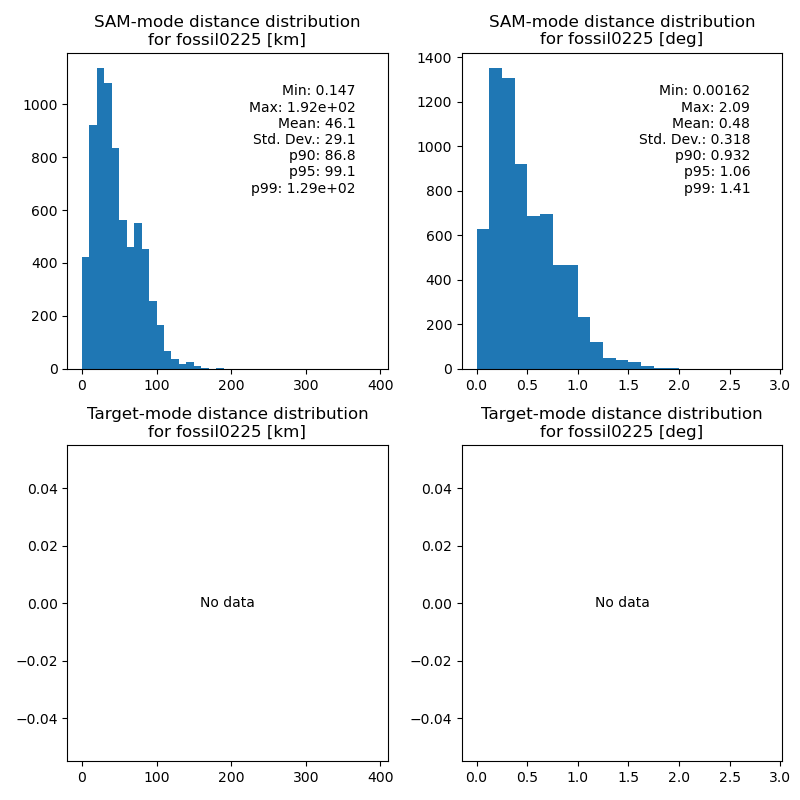 SAM-mode distance distribution
for fossil0225 [km]
Min: 0.147
Max: 1.92e+02
Mean: 46.1
Std. Dev.: 29.1
p90: 86.8
p95: 99.1
p99: 1.29e+02
1000
800
600
400
200
0
0 100 200 300 400
SAM-mode distance distribution
for fossil0225 [deg]
Min: 0.00162
Max: 2.09
Mean: 0.48
Std. Dev.: 0.318
p90: 0.932
p95: 1.06
p99: 1.41
1400
1200
1000
800
600
400
200
0
0.0 0.5 1.0 1.5 2.0 2.5 3.0
Target-mode distance distribution
for fossil0225 [km]
0.04
0.02
0.00
−0.02
−0.04
No data
0 100 200 300 400
Target-mode distance distribution
for fossil0225 [deg]
0.04
0.02
0.00
−0.02
−0.04
No data
0.0 0.5 1.0 1.5 2.0 2.5 3.0